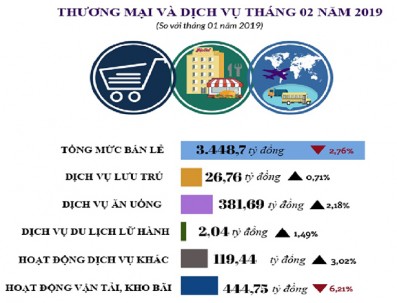 THƯƠNG MẠI VÀ DỊCH VỤ THÁNG 02 NĂM 2019
(So với tháng 01 năm 2019)
Hotel
TỔNG MỨC BÁN LẺ 3.448,7 tỷ đồng 2,76%
DỊCH VỤ LƯU TRÚ 26,76 tỷ đồng 0,71%
DỊCH VỤ ĂN UỐNG 381,69 tỷ đồng 2,18%
DỊCH VỤ DU LỊCH LỮ HÀNH 2,04 tỷ đồng 1,49%
HOẠT ĐỘNG DỊCH VỤ KHÁC 119,44 tỷ đồng 3,02%
HOẠT ĐỘNG VẬN TẢI, KHO BÃI 444,75 tỷ đồng 6,21%